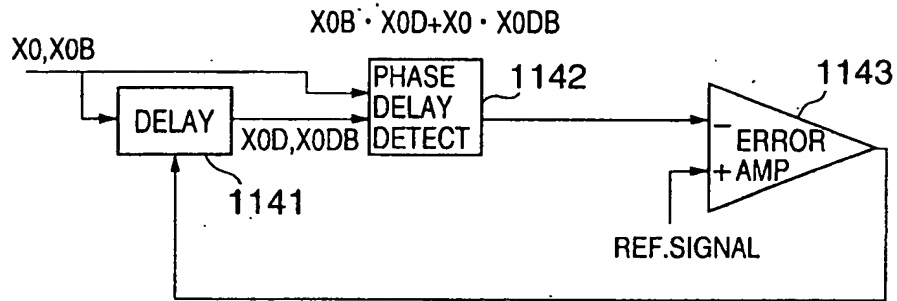 X0B · X0D+X0 · X0DB
X0,X0B
PHASE
DELAY
DETECT
1142
1143
DELAY
X0D,X0DB
1141
−
ERROR
+ AMP
REF.SIGNAL